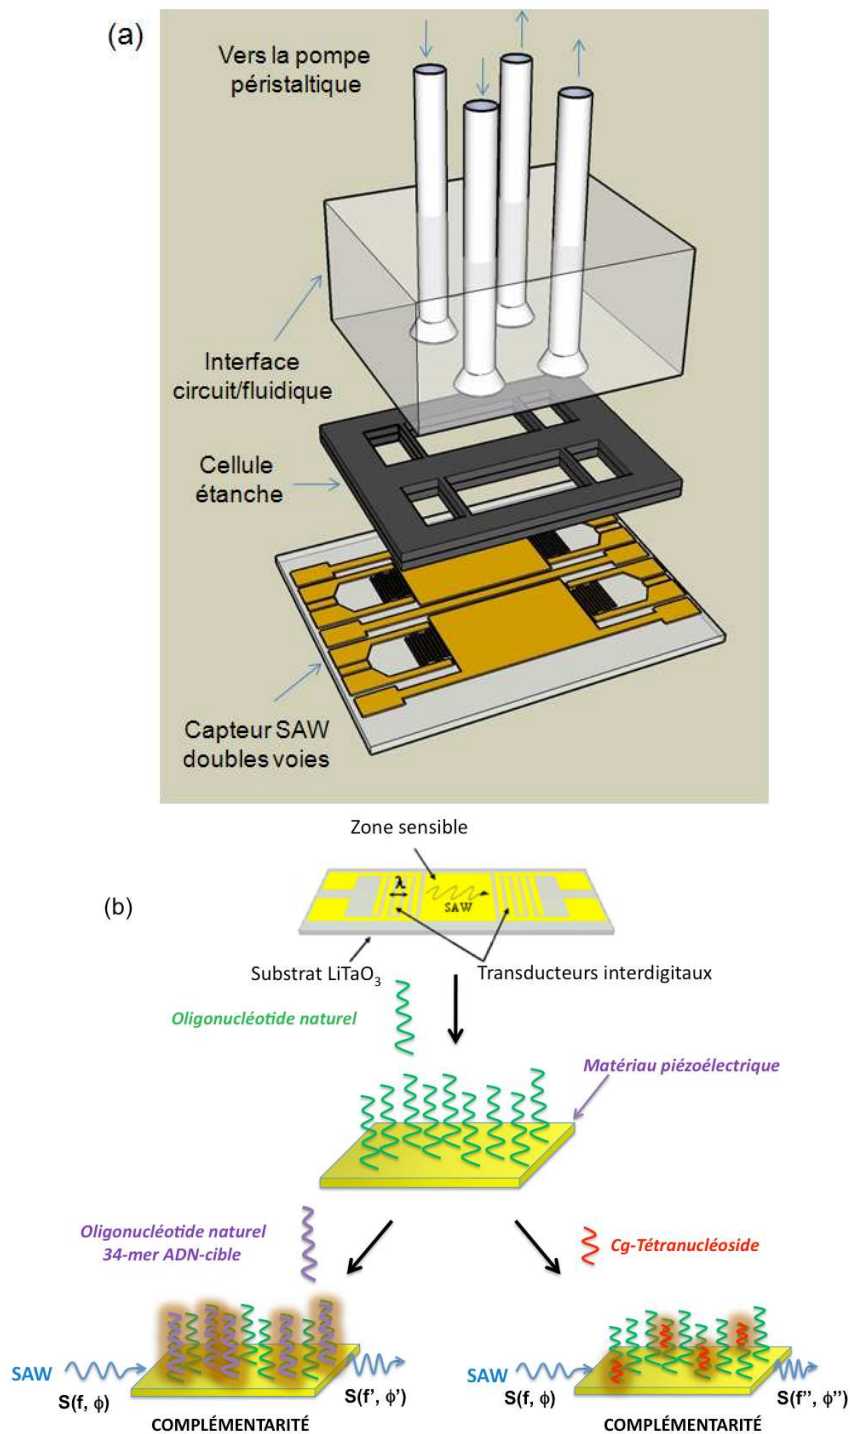 (a)
Vers la pompe
péristaltique
Interface
circuit/fluidique
Cellule
étanche
Capteur SAW
doubles voies
Zone sensible
(b)
λ
SAW
Substrat LiTaO3
Transducteurs interdigitaux
Oligonucléotide naturel
Matériau piézoélectrique
Oligonucléotide naturel
34-mer ADN-cible
Cg-Tétranucléoside
SAW
S(f, ϕ)
S(f', ϕ')
COMPLÉMENTARITÉ
SAW
S(f, ϕ)
S(f", ϕ")
COMPLÉMENTARITÉ